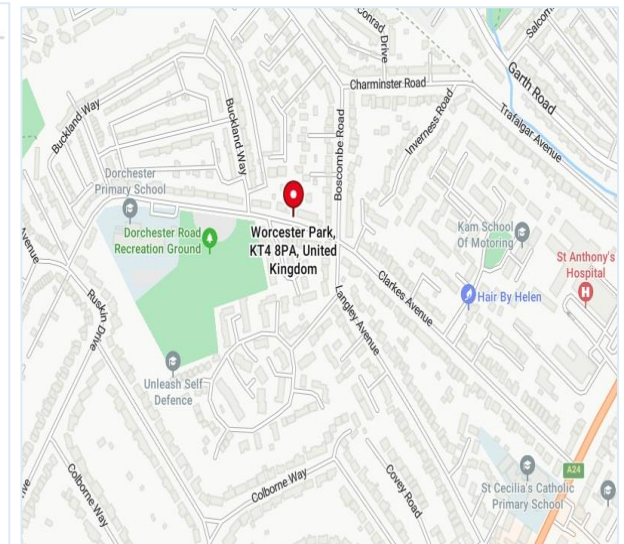 Conrad Drive
Salcom
Garth Road
Charminster Road
Buckland Way
Buckland Way
Boscombe Road
Inverness Road
Trafalgar Avenue
Dorchester
Primary School
Dorchester Road
Recreation Ground
Worcester Park,
KT4 8PA, United
Kingdom
Kam School
Of Motoring
St Anthony's
Hospital
Avenue
Ruskin Drive
Clarkes Avenue
Hair By Helen
Langley Avenue
Unleash Self
Defence
Colborne Way
Colborne Way
Covey Road
A24
St Cecilia's Catholic
Primary School